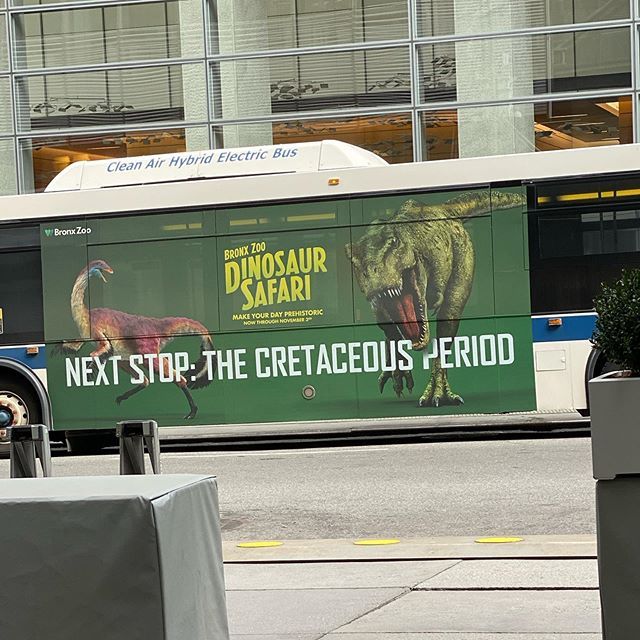 Clean Air Hybrid Electric Bus
Bronx Zoo
BRONX ZOO
DINOSAUR
SAFARI
MAKE YOUR DAY PREHISTORIC
NOW THROUGH NOVEMBER 2ND
NEXT STOP: THE CRETACEOUS PERIOD